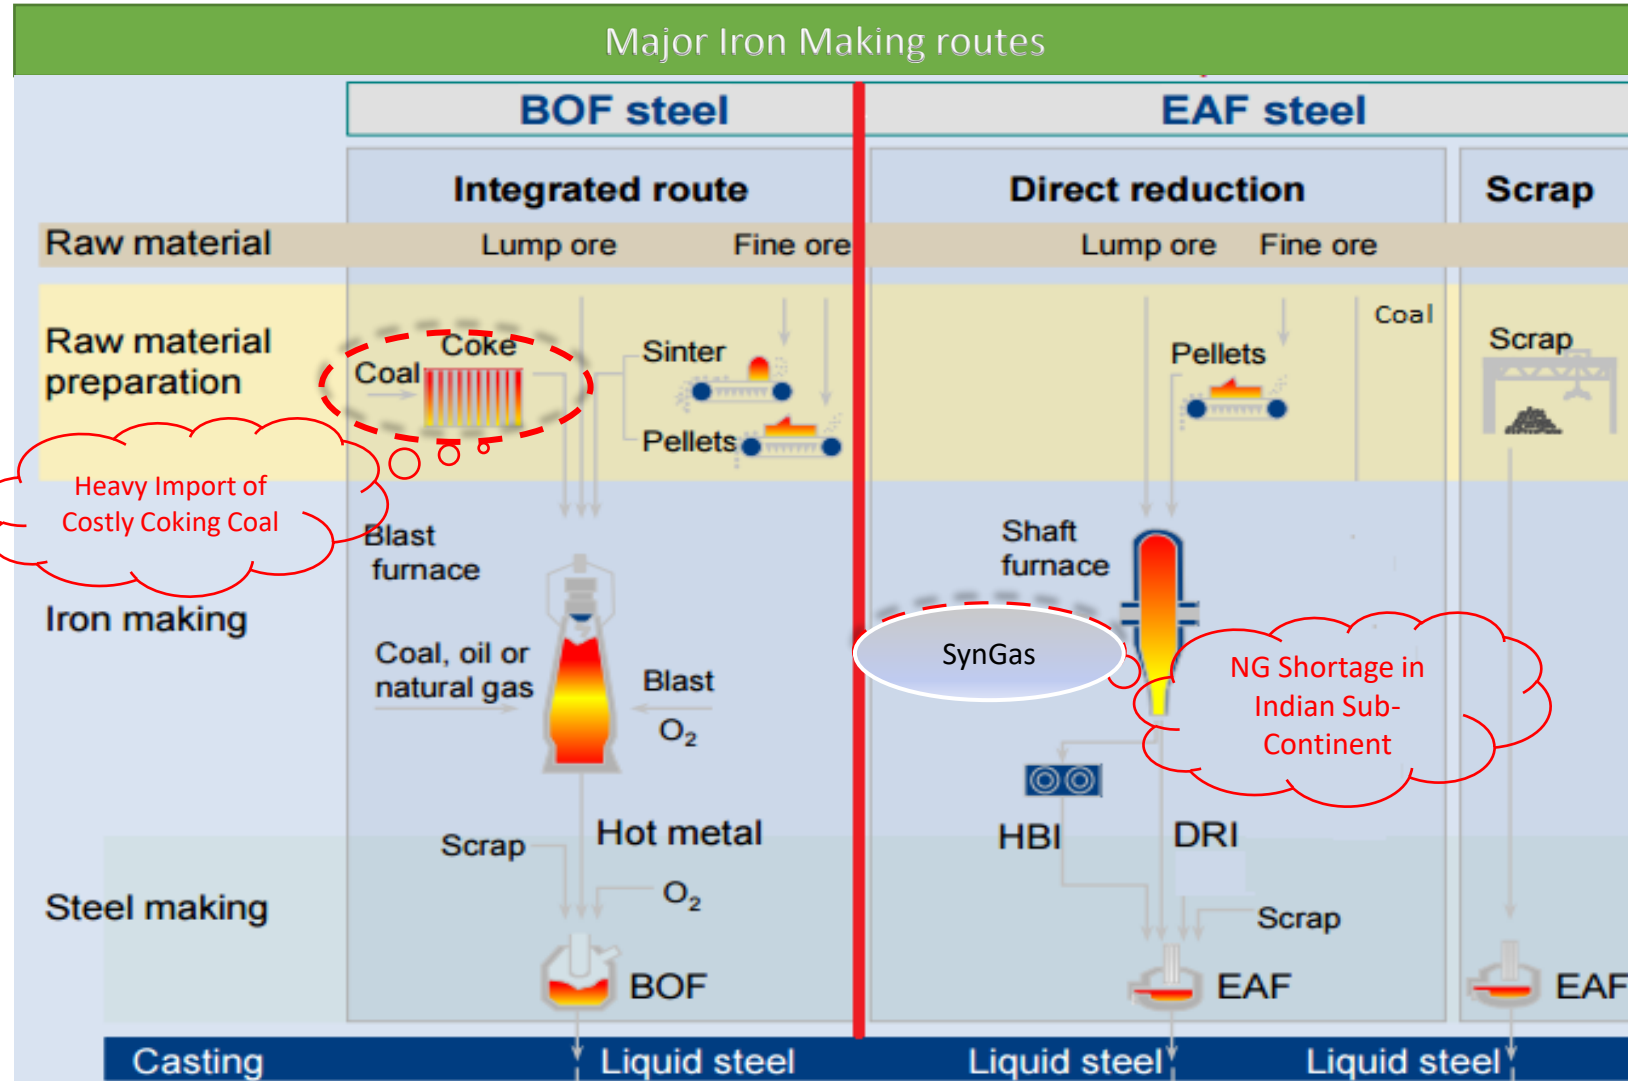 Major Iron Making routes
BOF steel
EAF steel
Integrated route
Direct reduction
Scrap
Raw material
Lump ore
Fine ore
Lump ore
Fine ore
Raw material
preparation
Coke
Coal
Sinter
Pellets
Pellets
Coal
Scrap
Heavy Import of
Costly Coking Coal
Iron making
Blast
furnace
Coal, oil or
natural gas
Blast
O₂
Shaft
furnace
SynGas
NG Shortage in
Indian Sub-
Continent
HBI
DRI
Steel making
Scrap
Hot metal
O₂
BOF
Scrap
EAF
EAF
Casting
Liquid steel
Liquid steel
Liquid steel